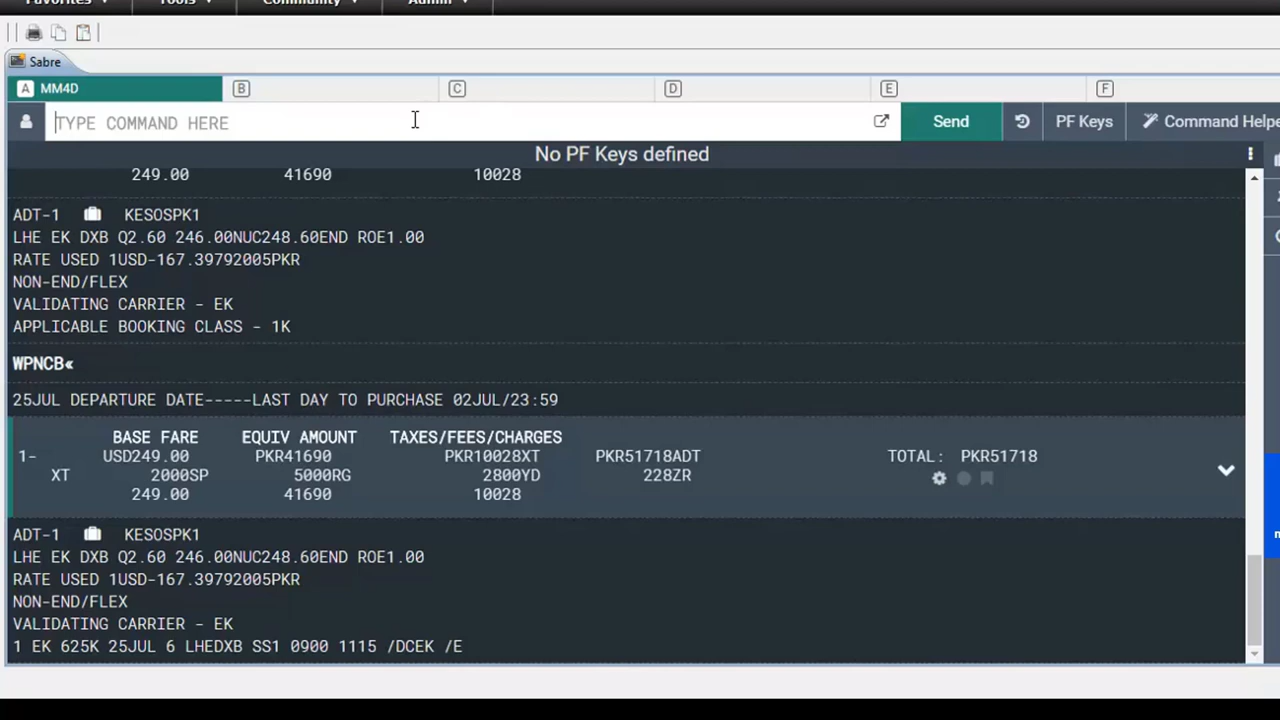 Favorites Tools Community Admin
Sabre
A MM4D B C D E F
TYPE COMMAND HERE Send PF Keys Command Helpe
No PF Keys defined
249.00 41690 10028
ADT-1 KESOSPK1
LHE EK DXB Q2.60 246.00NUC248.60END ROE1.00
RATE USED 1USD-167.39792005PKR
NON-END/FLEX
VALIDATING CARRIER - EK
APPLICABLE BOOKING CLASS - 1K
WPNCB«
25JUL DEPARTURE DATE-----LAST DAY TO PURCHASE 02JUL/23:59
BASE FARE EQUIV AMOUNT TAXES/FEES/CHARGES
1- USD249.00 PKR41690 PKR10028XT PKR51718ADT TOTAL: PKR51718
XT 2000SP 5000RG 2800YD 228ZR
249.00 41690 10028
ADT-1 KESOSPK1
LHE EK DXB Q2.60 246.00NUC248.60END ROE1.00
RATE USED 1USD-167.39792005PKR
NON-END/FLEX
VALIDATING CARRIER - EK
1 EK 625K 25JUL 6 LHEDXB SS1 0900 1115 /DCEK /E